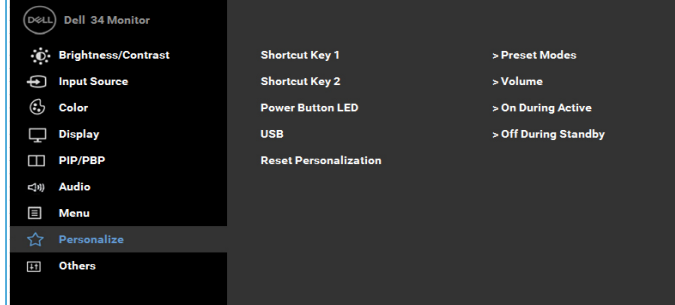 DELL Dell 34 Monitor
Brightness/Contrast Shortcut Key 1 > Preset Modes
Input Source Shortcut Key 2 > Volume
Color Power Button LED > On During Active
Display USB > Off During Standby
PIP/PBP Reset Personalization
Audio
Menu
Personalize
Others